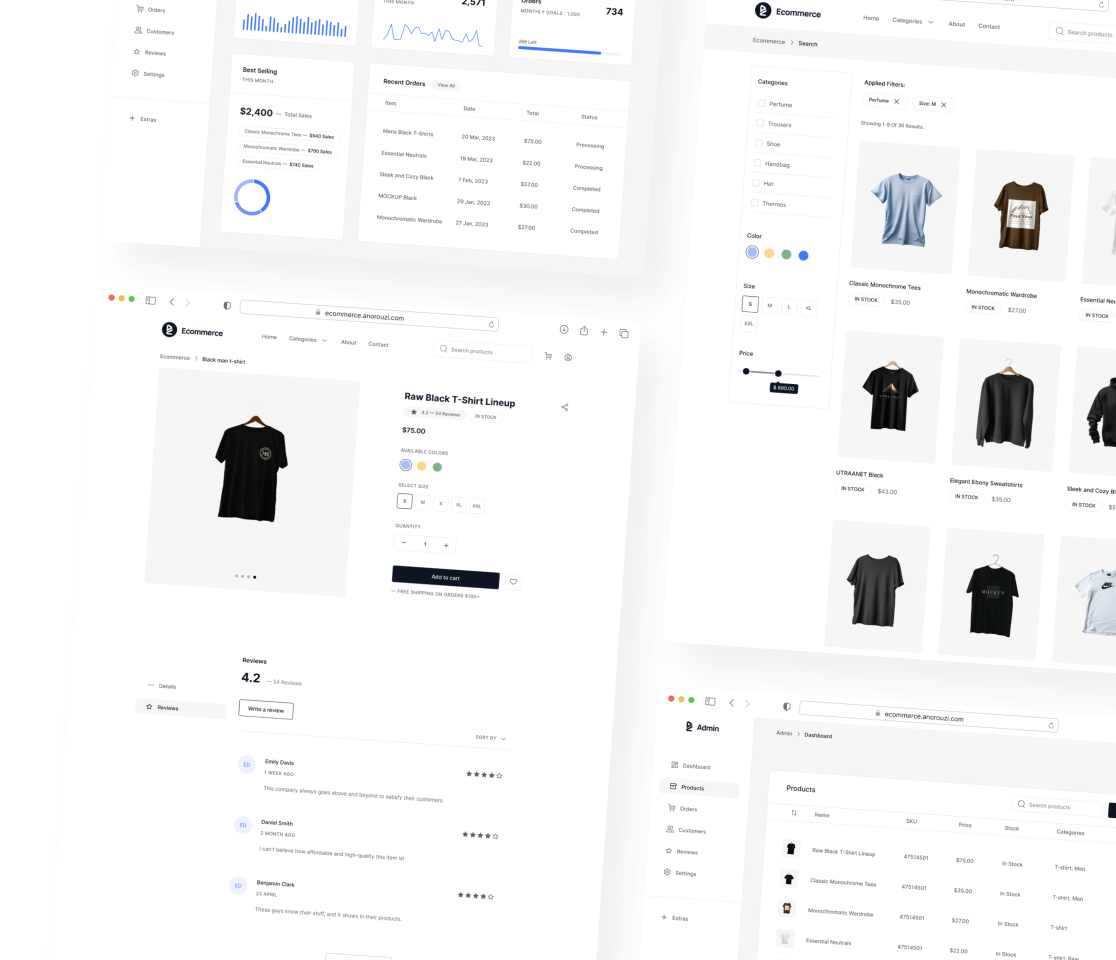 Orders
Customers
Reviews
Settings
Extras
THIS MONTH
2,571
Orders
MONTHLY GOALS : 1,000
734
266 Left
Best Selling
THIS MONTH
$2,400 — Total Sales
Classic Monochrome Tees — $940 Sales
Monochromatic Wardrobe — $790 Sales
Essential Neutrals — $740 Sales
Recent Orders
View All
Item Date Total Status
Mens Black T-Shirts 20 Mar, 2023 $75.00 Processing
Essential Neutrals 19 Mar, 2023 $22.00 Processing
Sleek and Cozy Black 7 Feb, 2023 $57.00 Completed
MOCKUP Black 29 Jan, 2023 $30.00 Completed
Monochromatic Wardrobe 27 Jan, 2023 $27.00 Completed
ecommerce.anorouzi.com
Ecommerce
Home Categories About Contact
Search products
Ecommerce > Black man t-shirt
Raw Black T-Shirt Lineup
4.2 — 54 Reviews
IN STOCK
$75.00
AVAILABLE COLORS
SELECT SIZE
S M X XL XXL
QUANTITY
− 1 +
Add to cart
— FREE SHIPPING ON ORDERS $100+
Details
Reviews
Reviews
4.2 — 54 Reviews
Write a review
SORT BY
ED
Emily Davis
1 WEEK AGO
This company always goes above and beyond to satisfy their customers.
ED
Daniel Smith
2 MONTH AGO
I can't believe how affordable and high-quality this item is!
ED
Benjamin Clark
23 APRIL
These guys know their stuff, and it shows in their products.
Ecommerce
Home Categories About Contact
Search products
Ecommerce > Search
Categories
Perfume
Trousers
Shoe
Handbag
Hat
Thermos
Color
Size
S M L XL
XXL
Price
$ 890.00
Applied Filters:
Perfume
Size: M
Showing 1-9 Of 36 Results.
Find Your
Classic Monochrome Tees
IN STOCK $35.00
Monochromatic Wardrobe
IN STOCK $27.00
Essential Neu
IN STOCK
UTRAANET Black
IN STOCK $43.00
Elegant Ebony Sweatshirts
IN STOCK $35.00
Sleek and Cozy Bl
IN STOCK
MOCKUP
ecommerce.anorouzi.com
Admin
Dashboard
Products
Orders
Customers
Reviews
Settings
Extras
Admin > Dashboard
Products
Search products
Name SKU Price Stock Categories
Raw Black T-Shirt Lineup 47514501 $75.00 In Stock T-shirt, Men
Classic Monochrome Tees 47514501 $35.00 In Stock T-shirt, Men
Monochromatic Wardrobe 47514501 $27.00 In Stock T-shirt
Essential Neutrals 47514501 $22.00 In Stock